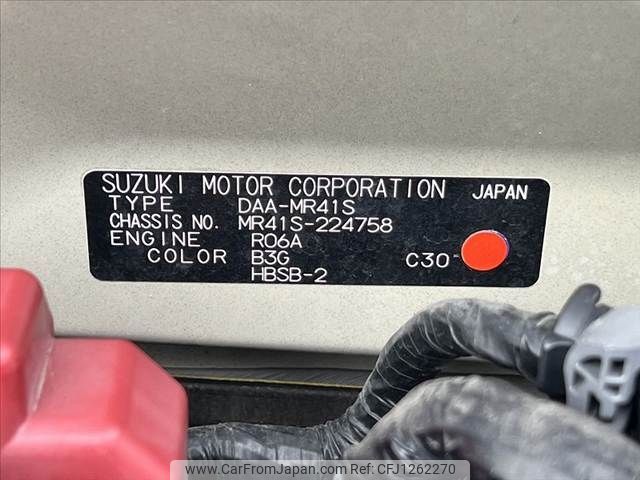 SUZUKI MOTOR CORPORATION JAPAN
TYPE DAA-MR41S
CHASSIS NO. MR41S-224758
ENGINE R06A
COLOR B3G C30
HBSB-2
www.CarFromJapan.com | Ref No. CFJ1262270